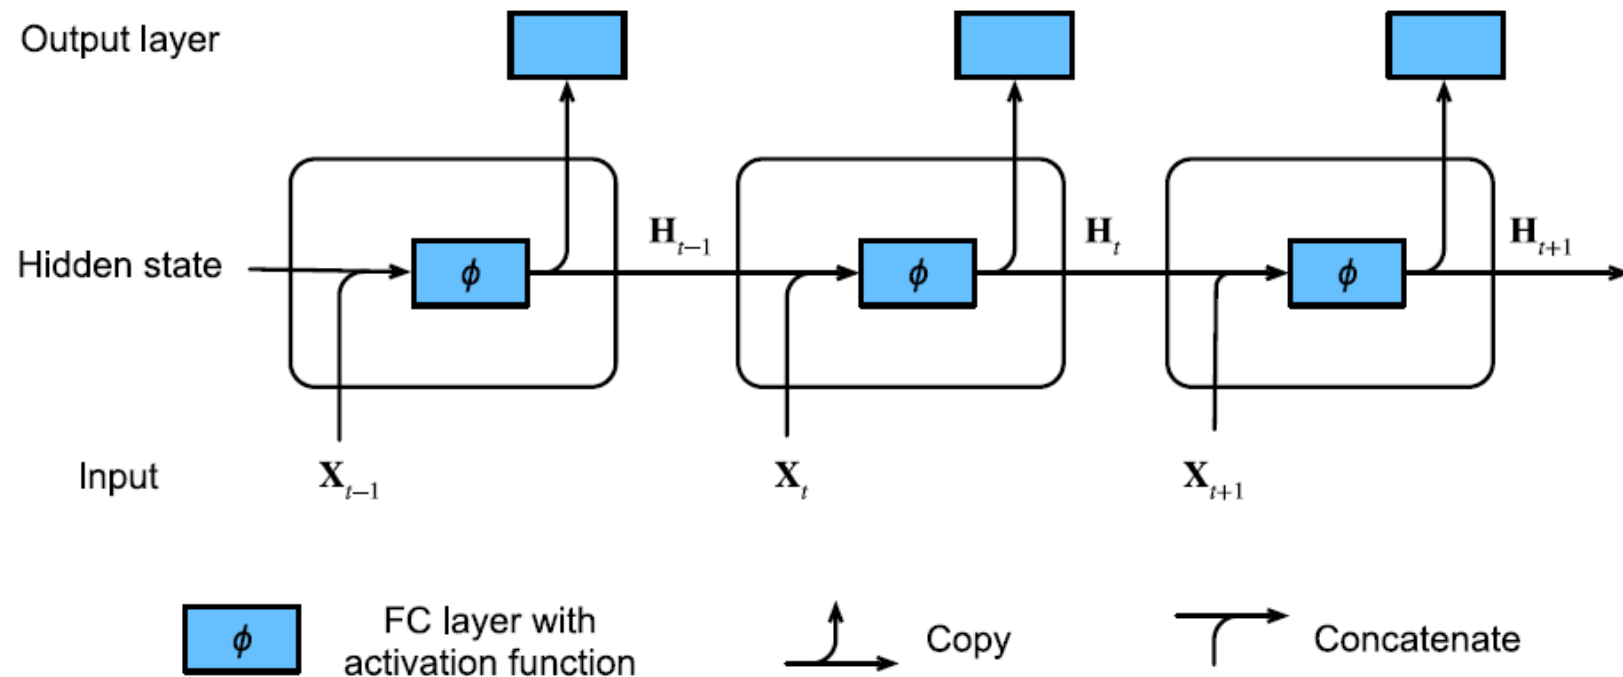 Output layer
Hidden state
ϕ
H_{t−1}
ϕ
H_t
ϕ
H_{t+1}
Input
X_{t−1}
X_t
X_{t+1}
ϕ
FC layer with
activation function
Copy
Concatenate